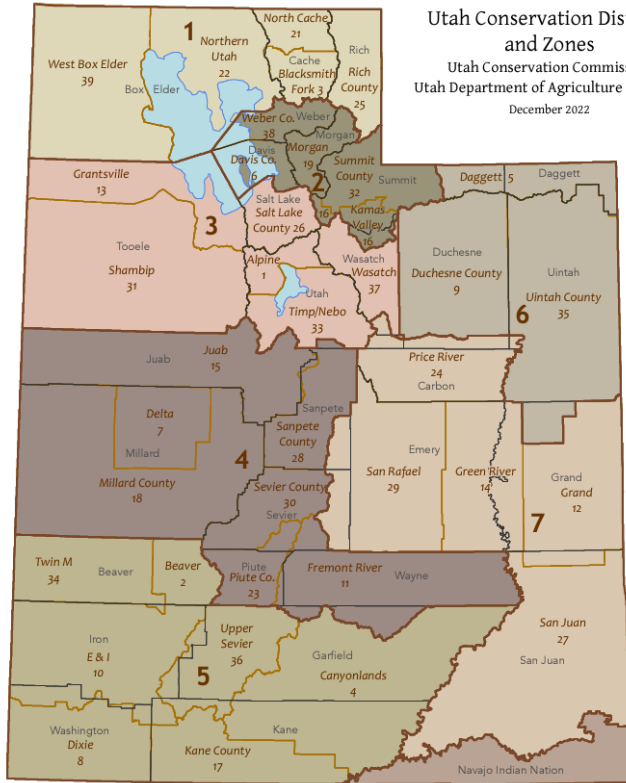 Utah Conservation Dis
and Zones
Utah Conservation Commis
Utah Department of Agriculture
December 2022
1
North Cache
21
Northern
Utah
22
West Box Elder
39
Box Elder
Cache
Blacksmith
Fork 3
Rich
Rich
County
25
Weber Co.
38
Weber
Morgan
Morgan
19
Davis
Davis Co.
6
2
Summit
County
32
Summit
16
Kamas
Valley
16
Daggett 5
Daggett
Grantsville
13
3
Salt Lake
Salt Lake
County 26
Tooele
Shambip
31
Alpine
1
Utah
Timp/Nebo
33
Wasatch
Wasatch
37
Duchesne
Duchesne County
9
Uintah
Uintah County
35
6
Juab
Juab
15
Price River
24
Carbon
Sanpete
Sanpete
County
28
Delta
7
Millard
Millard County
18
4
Emery
San Rafael
29
Green River
14
Grand
Grand
12
7
Sevier County
30
Sevier
Twin M
34
Beaver
Beaver
2
Piute
Piute Co.
23
Fremont River
11
Wayne
Iron
E & I
10
Upper
Sevier
36
5
Garfield
Canyonlands
4
San Juan
27
San Juan
Washington
Dixie
8
Kane
Kane County
17
Navajo Indian Nation